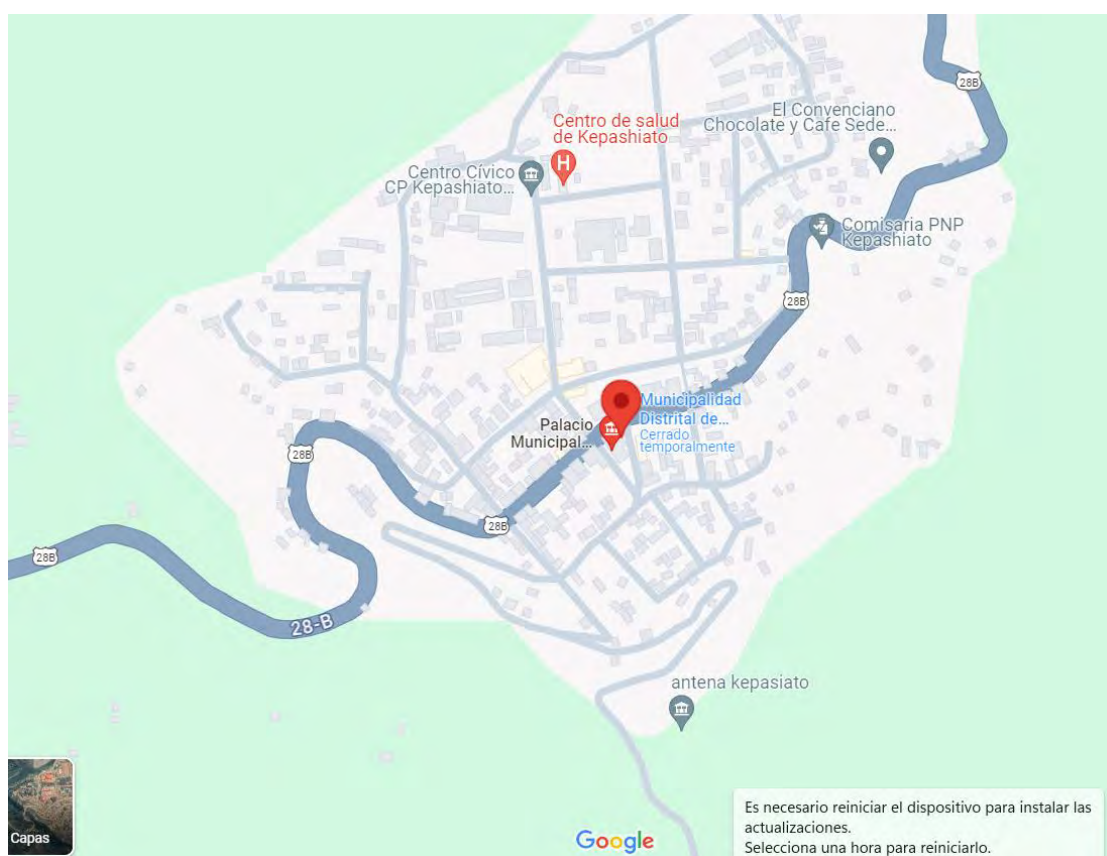 28B
El Convenciano
Chocolate y Cafe Sede...
Centro de salud
de Kepashiato
Centro Cívico
CP Kepashiato...
Comisaria PNP
Kepashiato
28B
Municipalidad
Distrital de...
Cerrado
temporalmente
Palacio
Municipal...
28B
28B
28B
28-B
antena kepasiato
Capas
Google
Es necesario reiniciar el dispositivo para instalar las
actualizaciones.
Selecciona una hora para reiniciarlo.